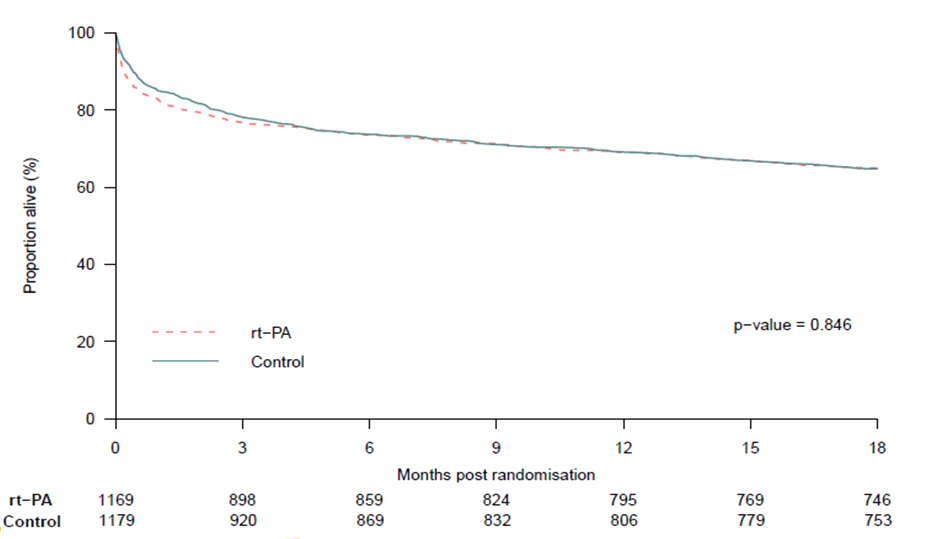 100
80
60
40
20
0
Proportion alive (%)
rt−PA
Control
p−value = 0.846
0 3 6 9 12 15 18
Months post randomisation
rt−PA 1169 898 859 824 795 769 746
Control 1179 920 869 832 806 779 753